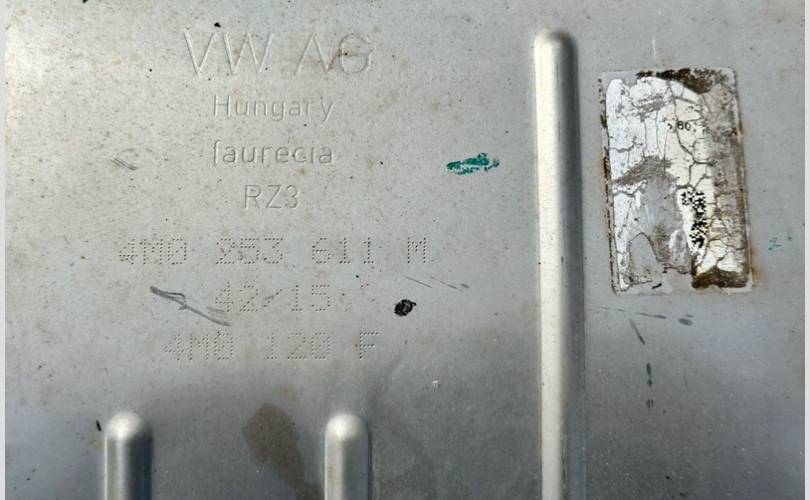 VW AG
Hungary
faurecia
RZ3
4M0 253 611 M
42/15
4M0 120 F